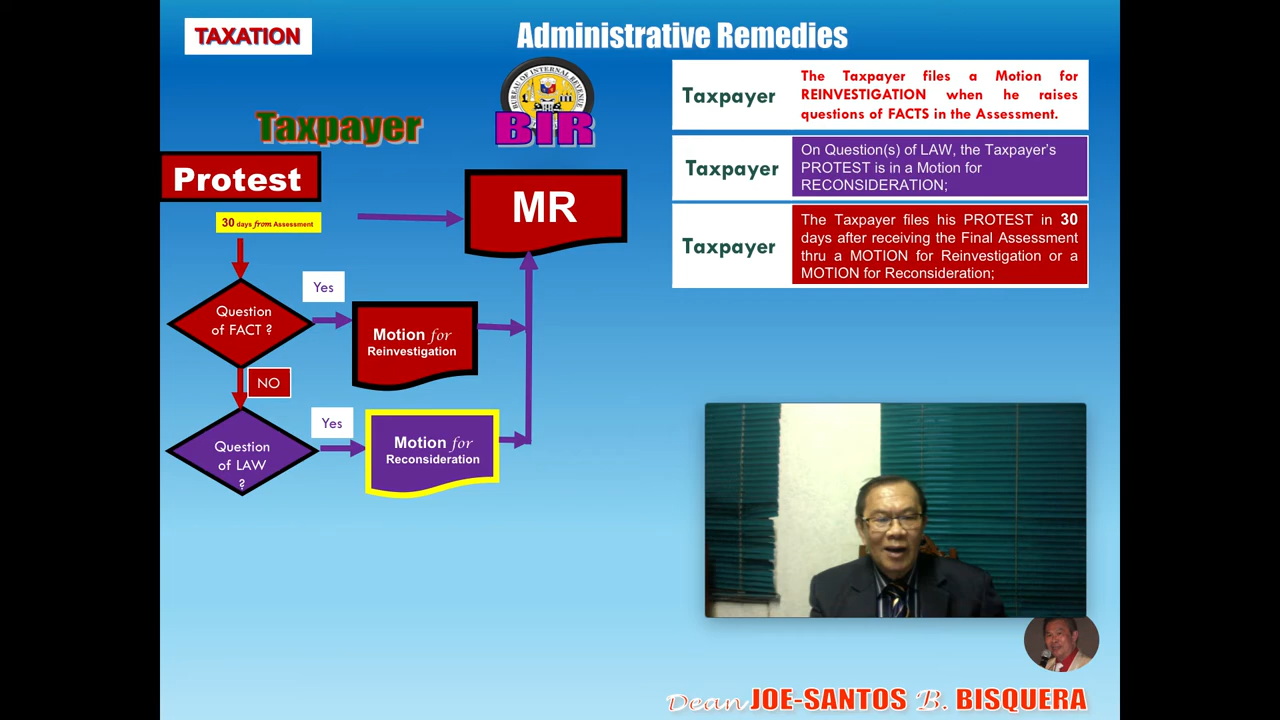 TAXATION
Administrative Remedies
BUREAU OF INTERNAL REVENUE
Taxpayer
BIR
Protest
30 days from Assessment
MR
Question
of FACT ?
Yes
Motion for
Reinvestigation
NO
Question
of LAW
?
Yes
Motion for
Reconsideration
Taxpayer
The Taxpayer files a Motion for
REINVESTIGATION when he raises
questions of FACTS in the Assessment.
Taxpayer
On Question(s) of LAW, the Taxpayer's
PROTEST is in a Motion for
RECONSIDERATION;
Taxpayer
The Taxpayer files his PROTEST in 30
days after receiving the Final Assessment
thru a MOTION for Reinvestigation or a
MOTION for Reconsideration;
Dean JOE-SANTOS B. BISQUERA